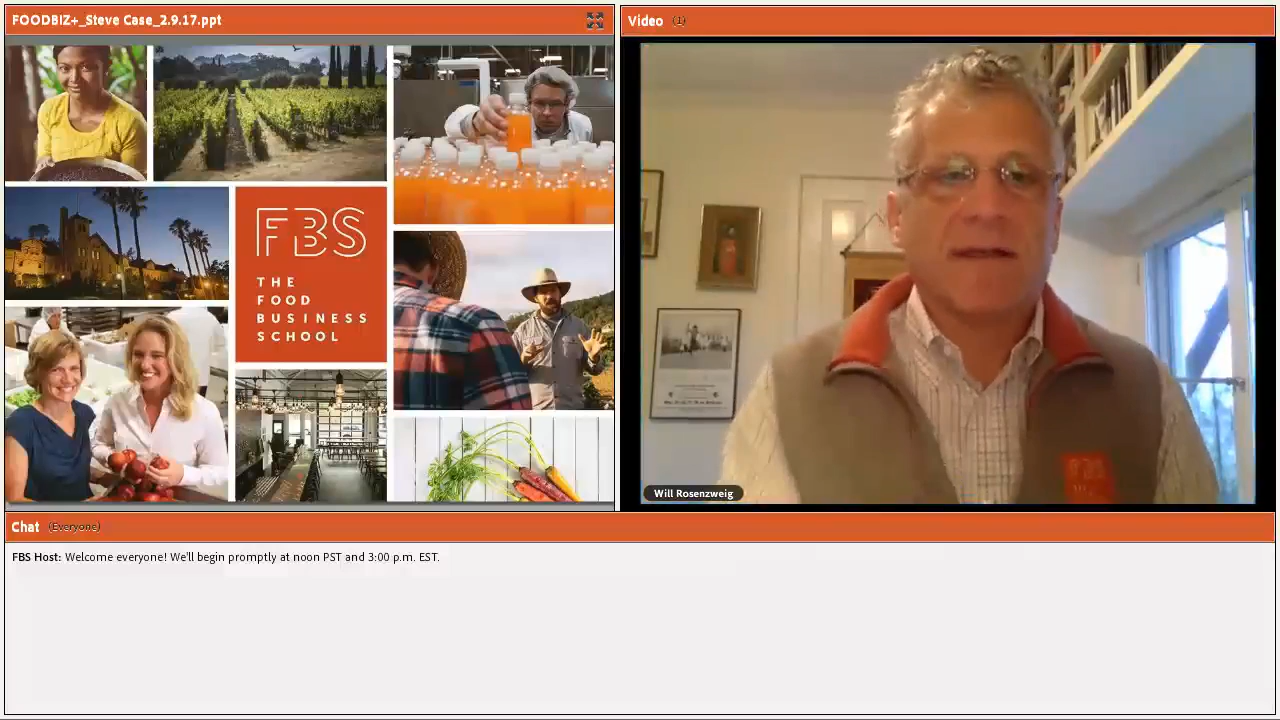 FOODBIZ+_Steve Case_2.9.17.ppt
Video (1)
FBS
THE
FOOD
BUSINESS
SCHOOL
Will Rosenzweig
Chat (Everyone)
FBS Host: Welcome everyone! We'll begin promptly at noon PST and 3:00 p.m. EST.